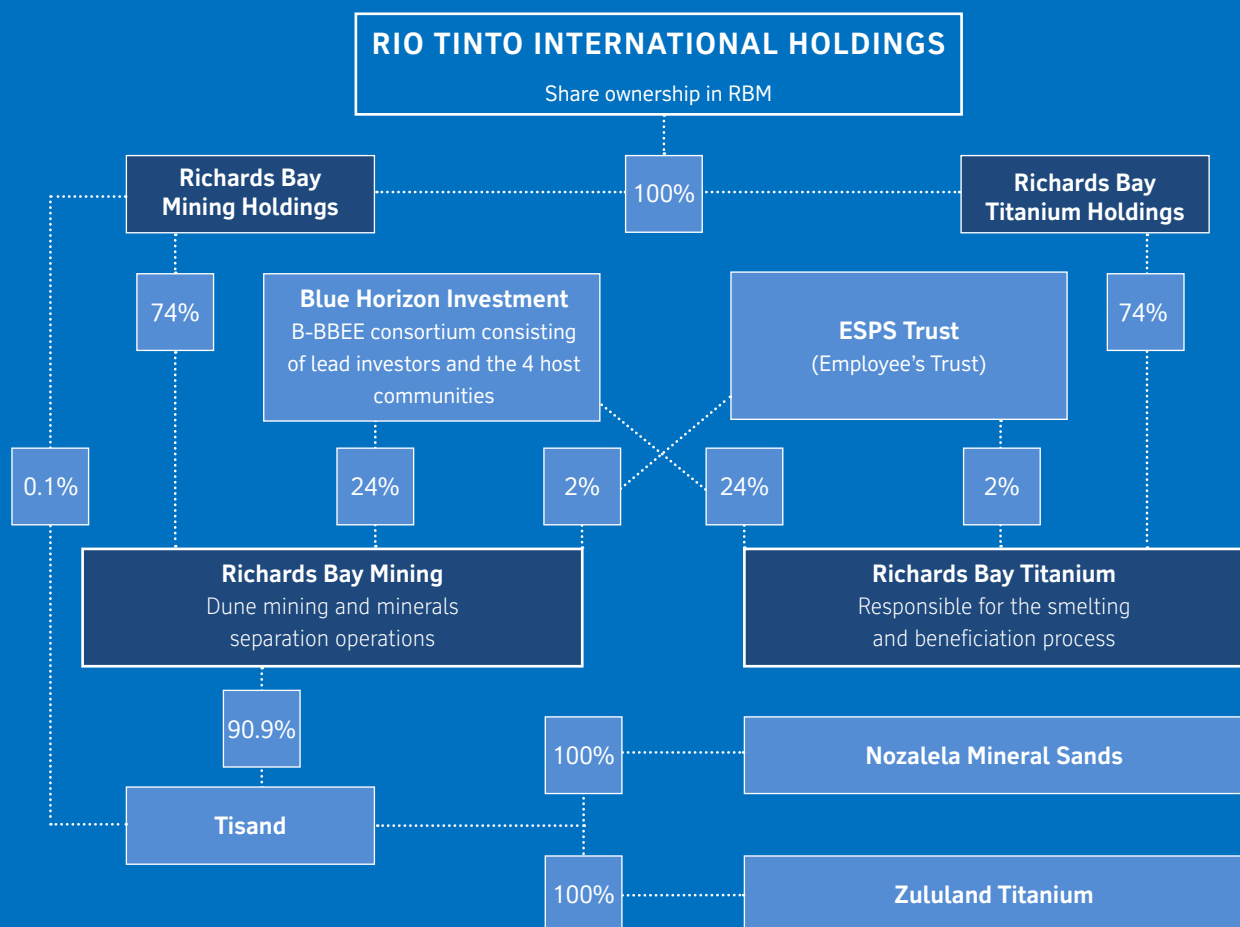 RIO TINTO INTERNATIONAL HOLDINGS
Share ownership in RBM
Richards Bay
Mining Holdings
100%
Richards Bay
Titanium Holdings
74%
Blue Horizon Investment
B-BBEE consortium consisting
of lead investors and the 4 host
communities
ESPS Trust
(Employee's Trust)
74%
0.1%
24%
2%
24%
2%
Richards Bay Mining
Dune mining and minerals
separation operations
Richards Bay Titanium
Responsible for the smelting
and beneficiation process
90.9%
100%
Nozalela Mineral Sands
Tisand
100%
Zululand Titanium